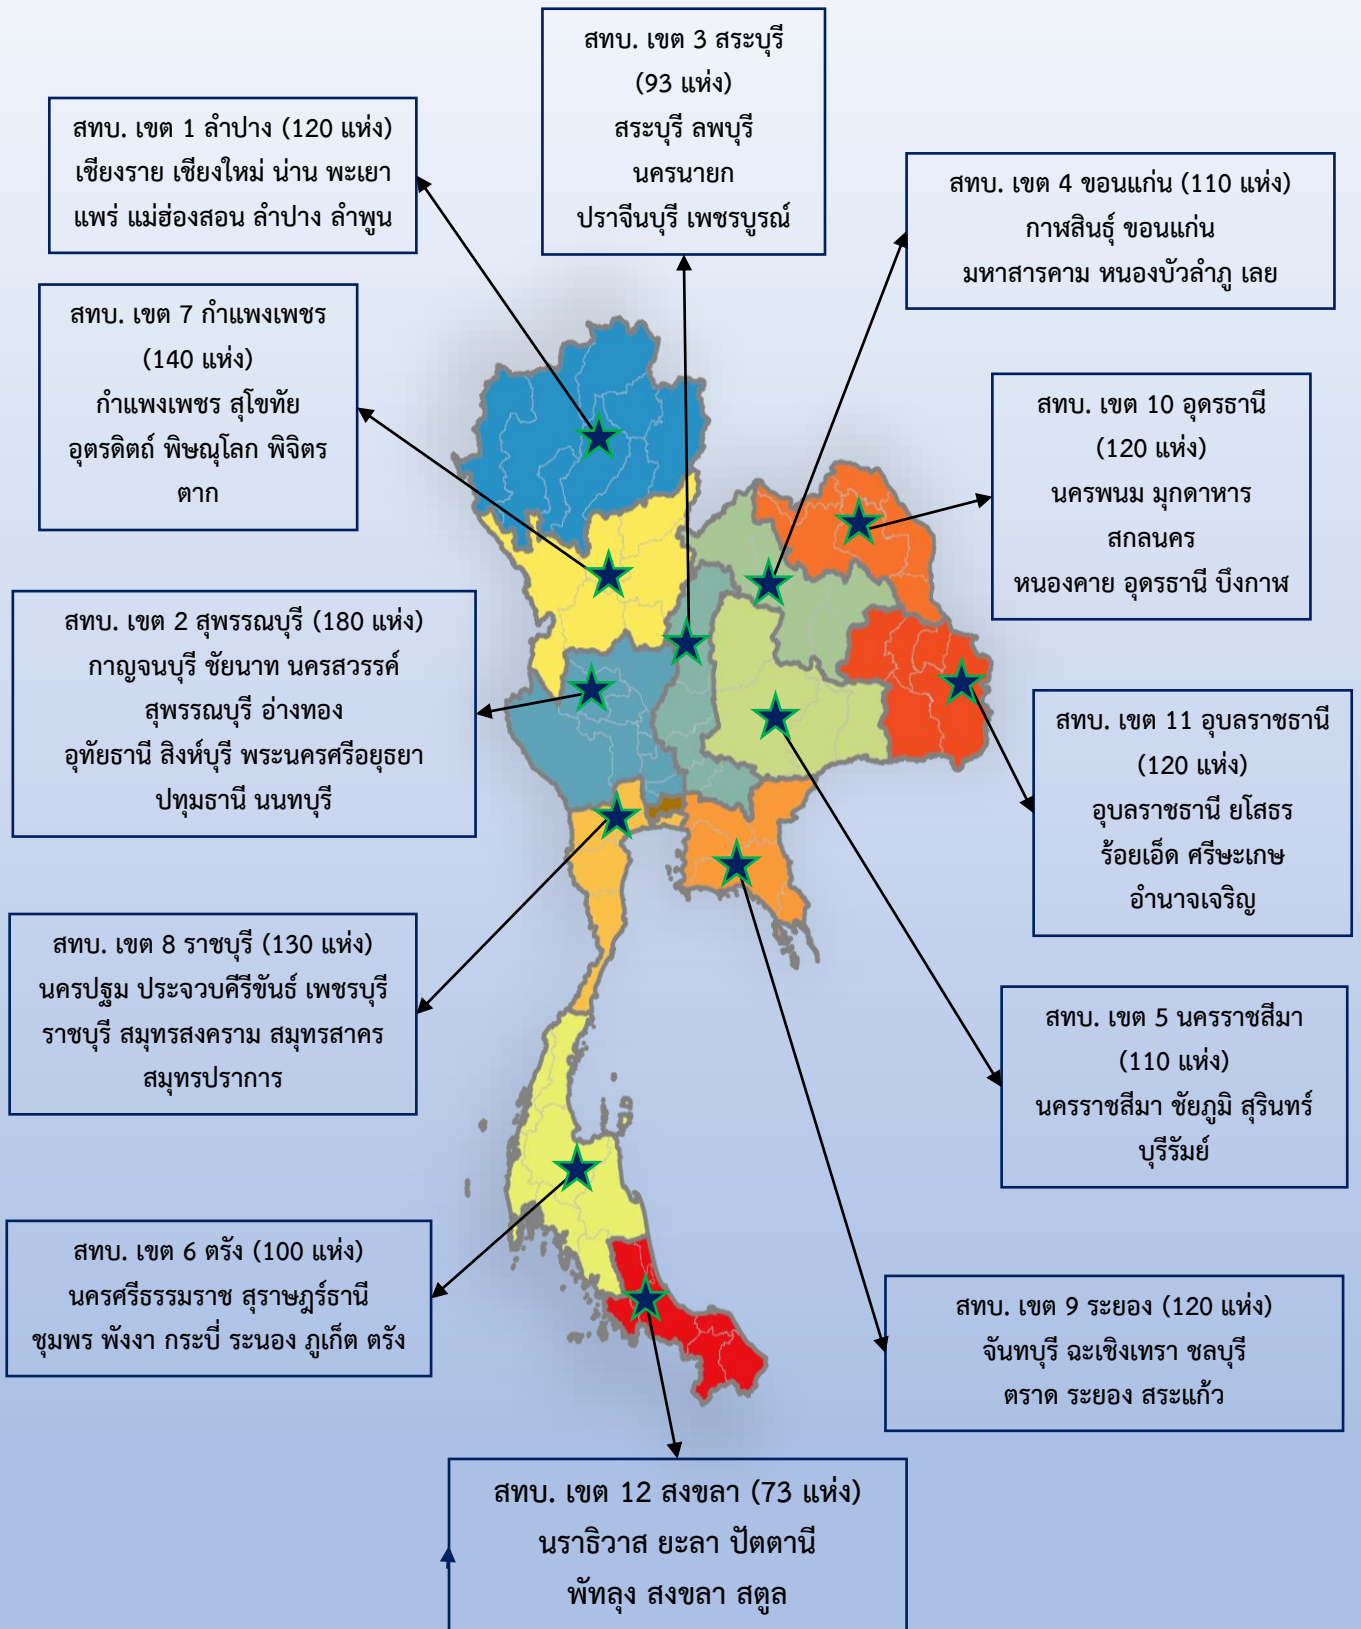 สทบ. เขต 3 สระบุรี
(93 แห่ง)
สระบุรี ลพบุรี
นครนายก
ปราจีนบุรี เพชรบูรณ์
สทบ. เขต 1 ลำปาง (120 แห่ง)
เชียงราย เชียงใหม่ น่าน พะเยา
แพร่ แม่ฮ่องสอน ลำปาง ลำพูน
สทบ. เขต 4 ขอนแก่น (110 แห่ง)
กาฬสินธุ์ ขอนแก่น
มหาสารคาม หนองบัวลำภู เลย
สทบ. เขต 7 กำแพงเพชร
(140 แห่ง)
กำแพงเพชร สุโขทัย
อุตรดิตถ์ พิษณุโลก พิจิตร
ตาก
สทบ. เขต 10 อุดรธานี
(120 แห่ง)
นครพนม มุกดาหาร
สกลนคร
หนองคาย อุดรธานี บึงกาฬ
สทบ. เขต 2 สุพรรณบุรี (180 แห่ง)
กาญจนบุรี ชัยนาท นครสวรรค์
สุพรรณบุรี อ่างทอง
อุทัยธานี สิงห์บุรี พระนครศรีอยุธยา
ปทุมธานี นนทบุรี
สทบ. เขต 11 อุบลราชธานี
(120 แห่ง)
อุบลราชธานี ยโสธร
ร้อยเอ็ด ศรีษะเกษ
อำนาจเจริญ
สทบ. เขต 8 ราชบุรี (130 แห่ง)
นครปฐม ประจวบคีรีขันธ์ เพชรบุรี
ราชบุรี สมุทรสงคราม สมุทรสาคร
สมุทรปราการ
สทบ. เขต 5 นครราชสีมา
(110 แห่ง)
นครราชสีมา ชัยภูมิ สุรินทร์
บุรีรัมย์
สทบ. เขต 6 ตรัง (100 แห่ง)
นครศรีธรรมราช สุราษฎร์ธานี
ชุมพร พังงา กระบี่ ระนอง ภูเก็ต ตรัง
สทบ. เขต 9 ระยอง (120 แห่ง)
จันทบุรี ฉะเชิงเทรา ชลบุรี
ตราด ระยอง สระแก้ว
สทบ. เขต 12 สงขลา (73 แห่ง)
นราธิวาส ยะลา ปัตตานี
พัทลุง สงขลา สตูล